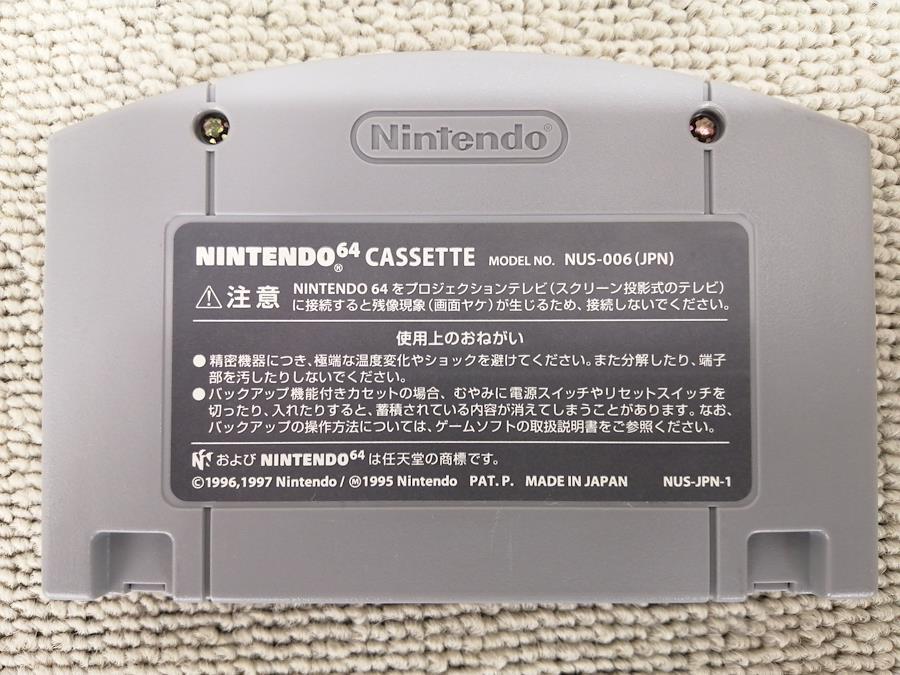 Nintendo®
NINTENDO64® CASSETTE MODEL NO. NUS-006(JPN)
⚠注意 NINTENDO 64をプロジェクションテレビ(スクリーン投影式のテレビ)
に接続すると残像現象(画面ヤケ)が生じるため、接続しないでください。
使用上のおねがい
●精密機器につき、極端な温度変化やショックを避けてください。また分解したり、端子
部を汚したりしないでください。
●バックアップ機能付きカセットの場合、むやみに電源スイッチやリセットスイッチを
切ったり、入れたりすると、蓄積されている内容が消えてしまうことがあります。なお、
バックアップの操作方法については、ゲームソフトの取扱説明書をご参照ください。
および NINTENDO64 は任天堂の商標です。
©1996,1997 Nintendo/Ⓜ1995 Nintendo PAT.P. MADE IN JAPAN NUS-JPN-1